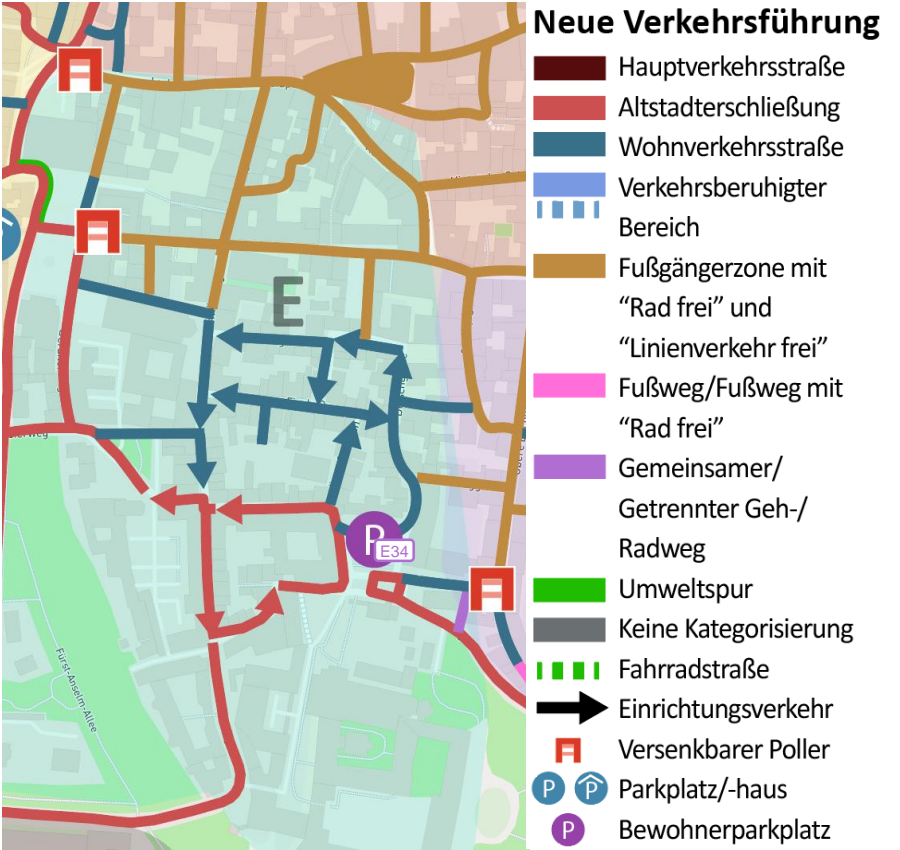 Neue Verkehrsführung
Hauptverkehrsstraße
Altstadterschließung
Wohnverkehrsstraße
Verkehrsberuhigter
Bereich
Fußgängerzone mit
“Rad frei” und
“Linienverkehr frei”
Fußweg/Fußweg mit
“Rad frei”
Gemeinsamer/
Getrennter Geh-/
Radweg
Umweltspur
Keine Kategorisierung
Fahrradstraße
Einrichtungsverkehr
Versenkbarer Poller
P P Parkplatz/-haus
P Bewohnerparkplatz
E
P
E34
Fürst-Anselm-Allee